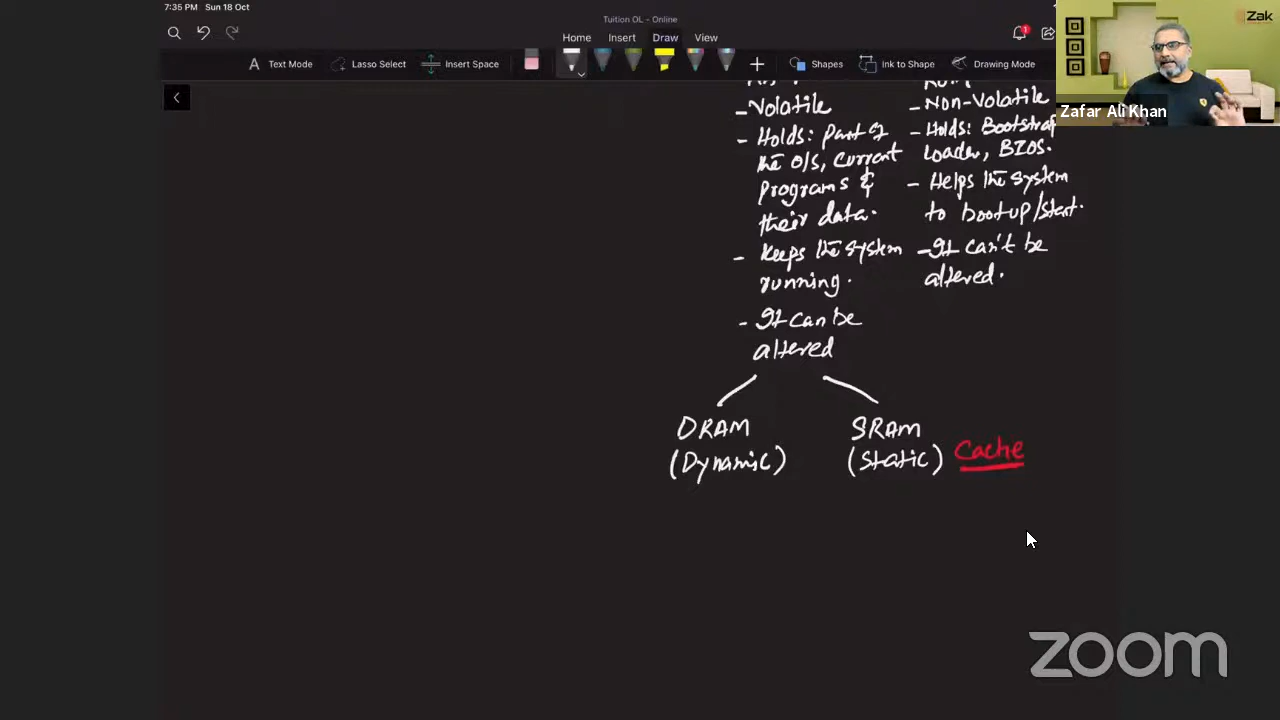 7:35 PM Sun 18 Oct
Tuition OL - Online
Home Insert Draw View
1
Text Mode Lasso Select Insert Space Shapes Ink to Shape Drawing Mode
Zak
Zafar Ali Khan
- Volatile
- Holds: Part of
the O/S, Current
Programs &
their data.
- Keeps the system
running.
- It can be
altered
- Non-Volatile
- Holds: Bootstrap
Loader, BIOS.
- Helps the system
to boot up/start.
- It can't be
altered.
DRAM
(Dynamic)
SRAM
(Static) Cache
zoom